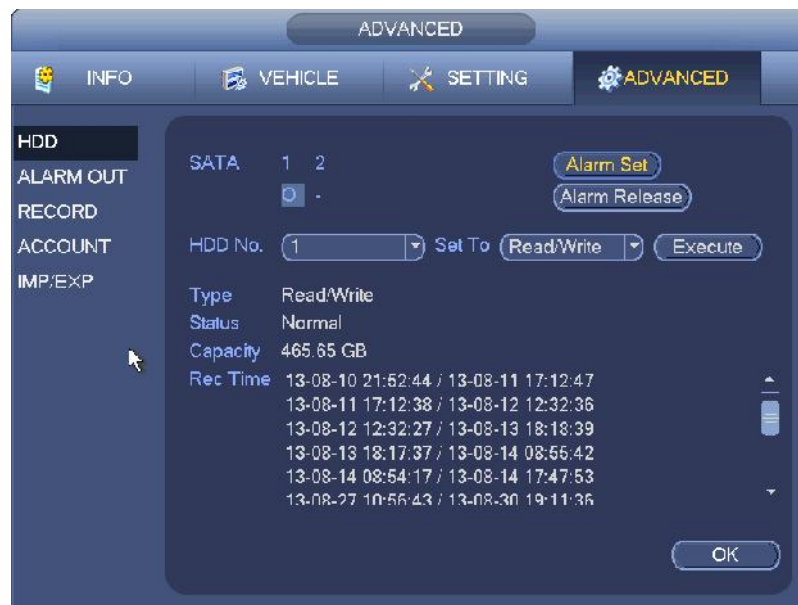 ADVANCED
INFO VEHICLE SETTING ADVANCED
HDD
ALARM OUT
RECORD
ACCOUNT
IMP/EXP
SATA 1 2
O -
Alarm Set
Alarm Release
HDD No. 1 Set To Read/Write Execute
Type Read/Write
Status Normal
Capacity 465.65 GB
Rec Time 13-08-10 21:52:44 / 13-08-11 17:12:47
13-08-11 17:12:38 / 13-08-12 12:32:36
13-08-12 12:32:27 / 13-08-13 18:18:39
13-08-13 18:17:37 / 13-08-14 08:56:42
13-08-14 08:54:17 / 13-08-14 17:47:53
13-08-27 10:56:43 / 13-08-30 19:11:36
OK